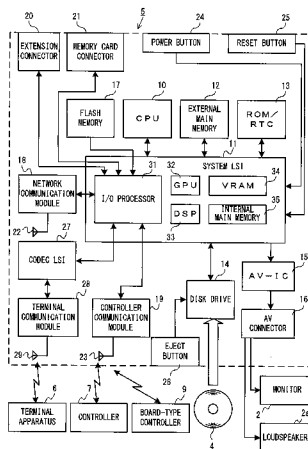 20
21
5
24
25
EXTENSION CONNECTOR
MEMORY CARD CONNECTOR
POWER BUTTON
RESET BUTTON
17
10
12
13
FLASH MEMORY
CPU
EXTERNAL MAIN MEMORY
ROM/RTC
11
18
31
SYSTEM LSI
32
34
NETWORK COMMUNICATION MODULE
I/O PROCESSOR
GPU
VRAM
35
DSP
INTERNAL MAIN MEMORY
22
27
33
CODEC LSI
14
AV-IC
15
28
19
DISK DRIVE
16
TERMINAL COMMUNICATION MODULE
CONTROLLER COMMUNICATION MODULE
AV CONNECTOR
29
23
EJECT BUTTON
26
6
7
9
MONITOR
TERMINAL APPARATUS
CONTROLLER
BOARD-TYPE CONTROLLER
4
2
2a
LOUDSPEAKER